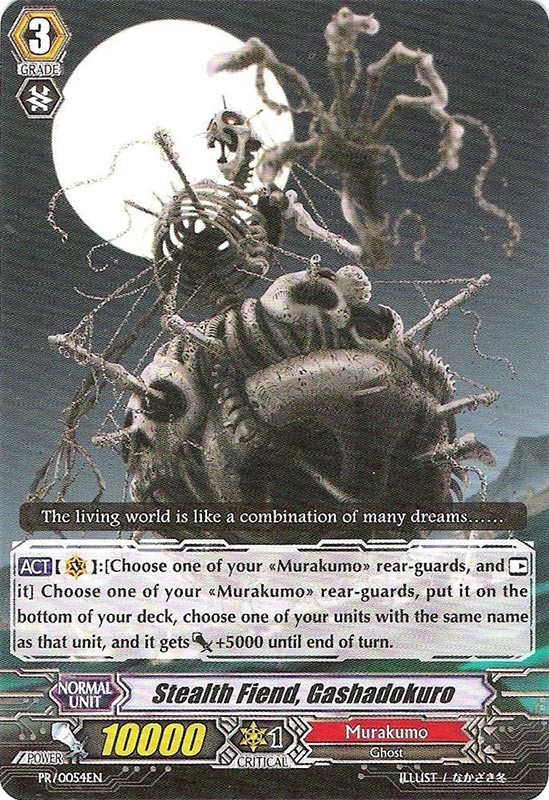 3
GRADE
The living world is like a combination of many dreams......
ACT【 】:[Choose one of your «Murakumo» rear-guards, and
it] Choose one of your «Murakumo» rear-guards, put it on the
bottom of your deck, choose one of your units with the same name
as that unit, and it gets +5000 until end of turn.
NORMAL
UNIT
Stealth Fiend, Gashadokuro
POWER
10000
1
CRITICAL
Murakumo
Ghost
PR/0054EN
ILLUST / なかざき冬